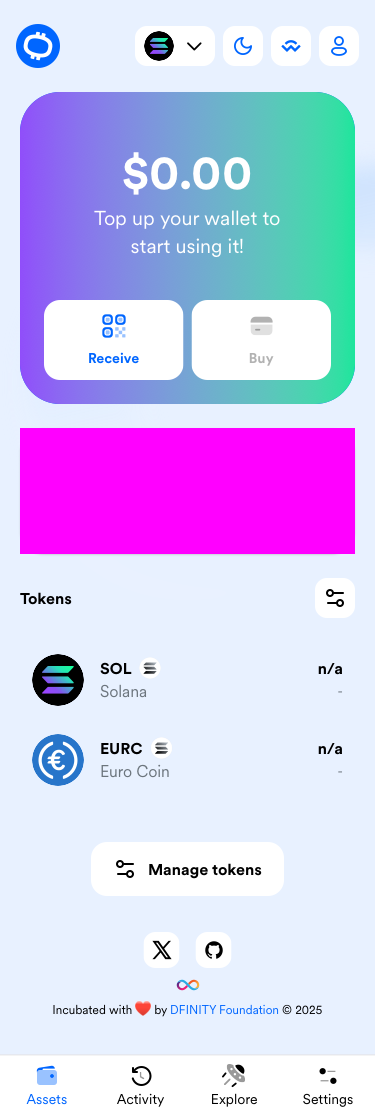 $0.00
Top up your wallet to
start using it!
Receive
Buy
Tokens
SOL
n/a
Solana
-
EURC
n/a
Euro Coin
-
Manage tokens
Incubated with ❤️ by DFINITY Foundation © 2025
Assets
Activity
Explore
Settings